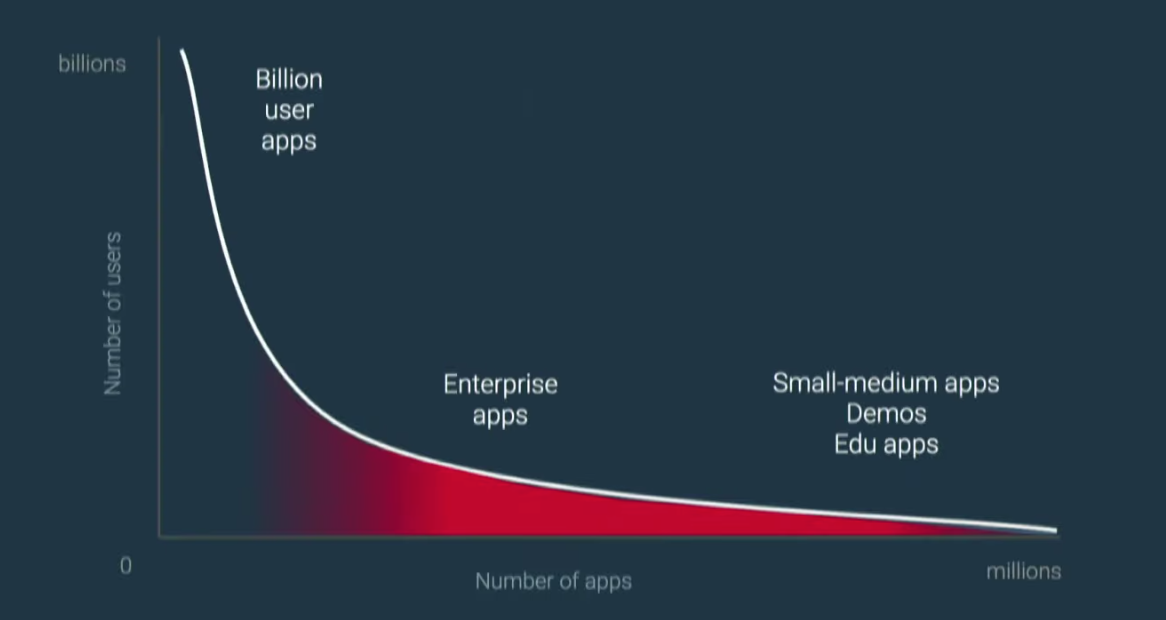 billions
Billion
user
apps
Number of users
Enterprise
apps
Small-medium apps
Demos
Edu apps
0
Number of apps
millions